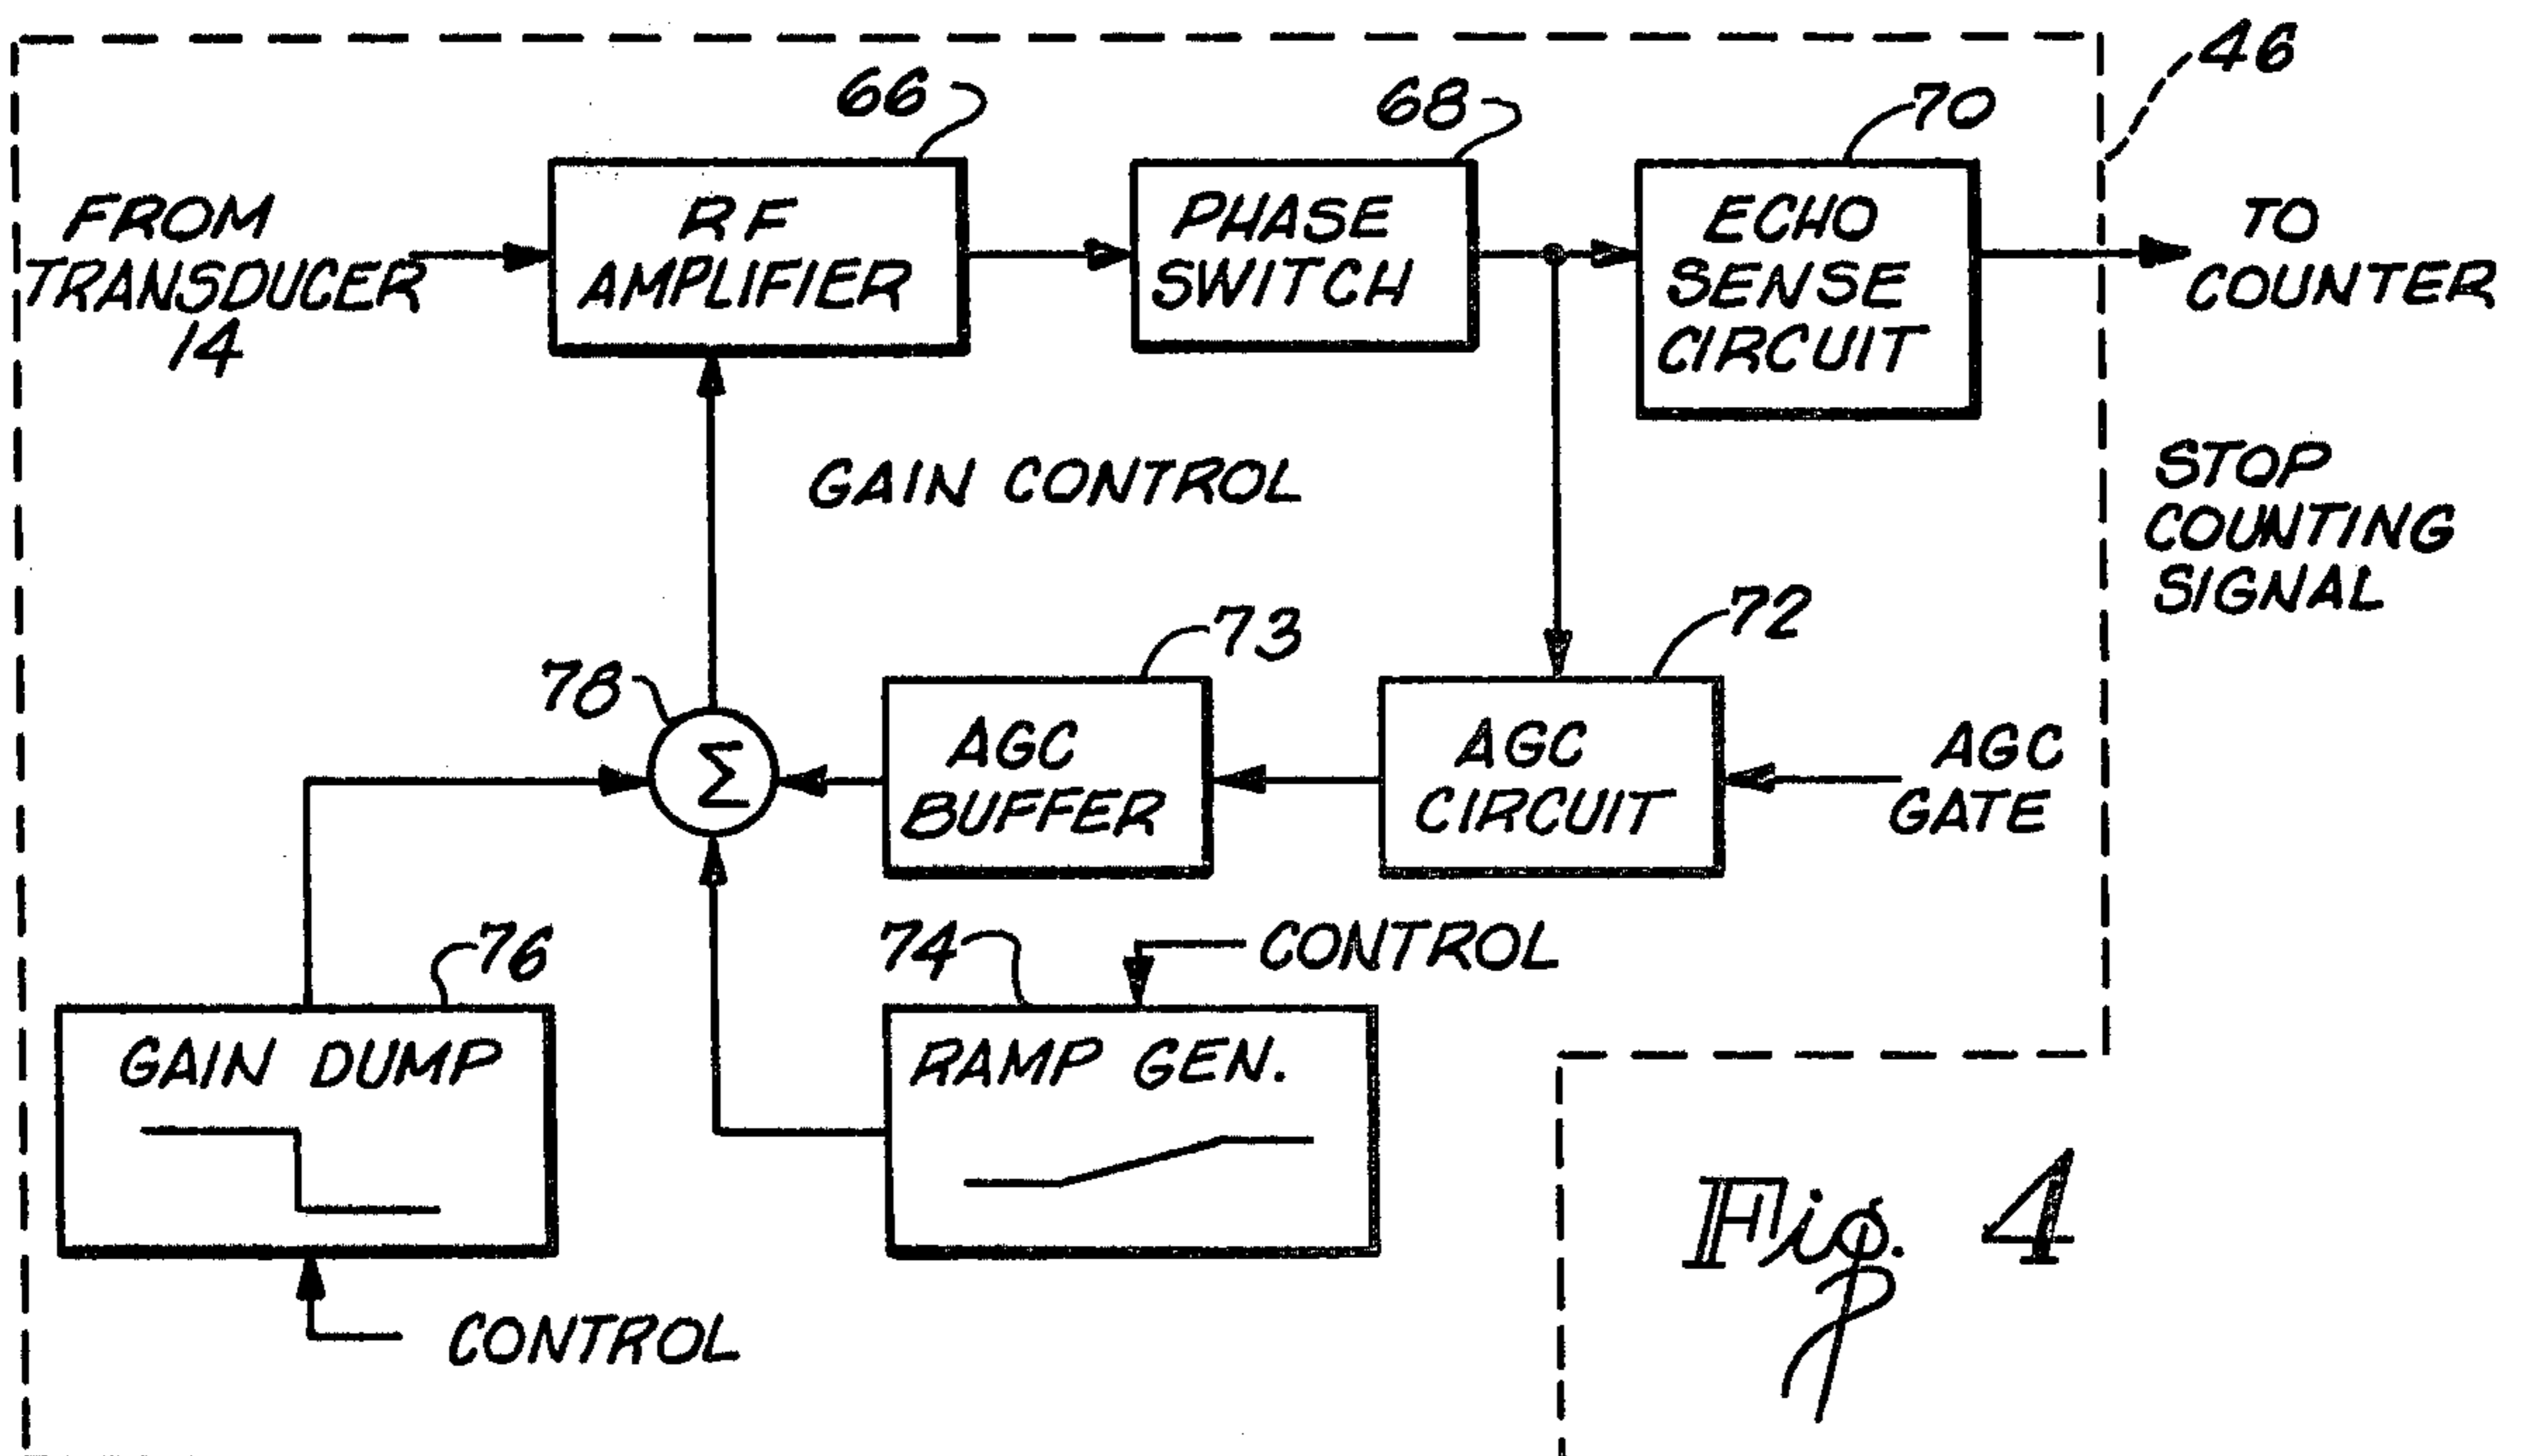 46
66
68
70
FROM
TRANSDUCER
14
RF
AMPLIFIER
PHASE
SWITCH
ECHO
SENSE
CIRCUIT
TO
COUNTER
GAIN CONTROL
STOP
COUNTING
SIGNAL
78
73
72
Σ
AGC
BUFFER
AGC
CIRCUIT
AGC
GATE
76
74
CONTROL
GAIN DUMP
RAMP GEN.
CONTROL
Fig. 4